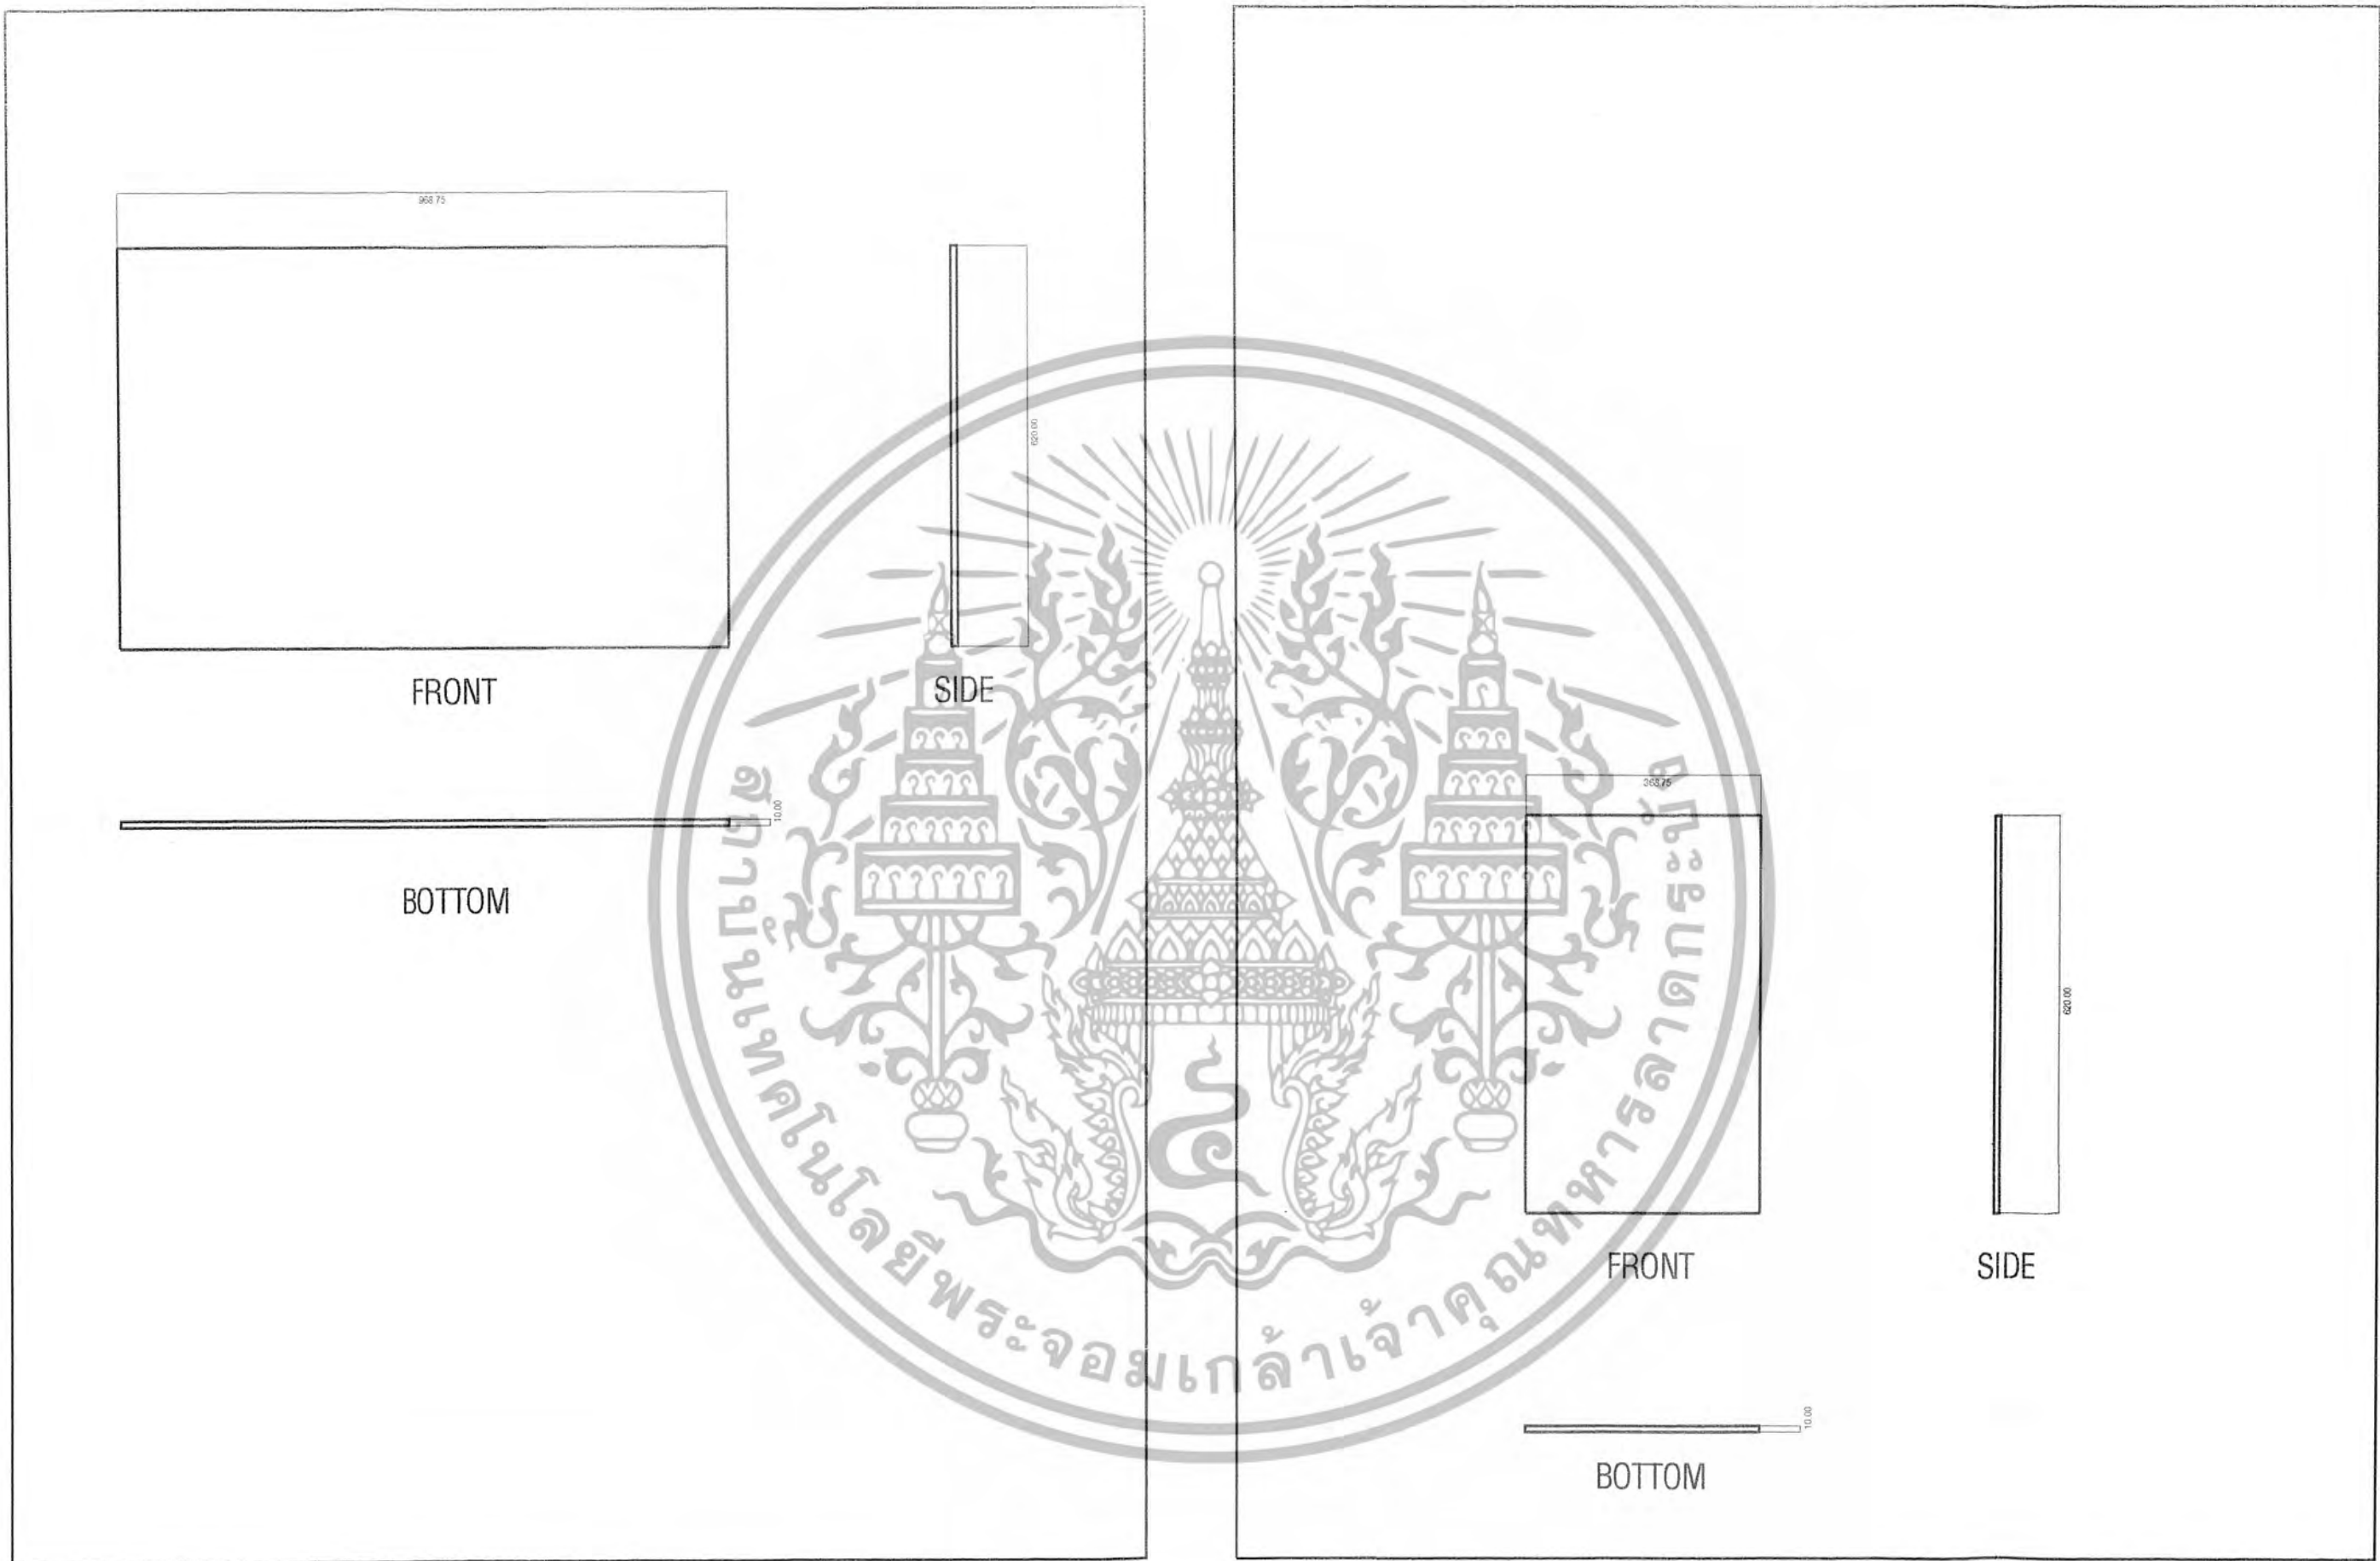 968.75
620.00
FRONT
SIDE
10.00
BOTTOM
368.75
620.00
FRONT
SIDE
10.00
BOTTOM
สถาบันเทคโนโลยีพระจอมเกล้าเจ้าคุณทหารลาดกระบัง